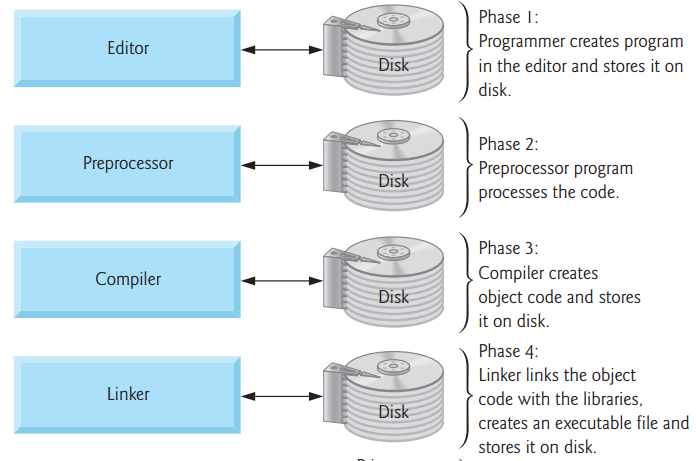 Editor
Disk
Phase 1:
Programmer creates program
in the editor and stores it on
disk.
Preprocessor
Disk
Phase 2:
Preprocessor program
processes the code.
Compiler
Disk
Phase 3:
Compiler creates
object code and stores
it on disk.
Linker
Disk
Phase 4:
Linker links the object
code with the libraries,
creates an executable file and
stores it on disk.